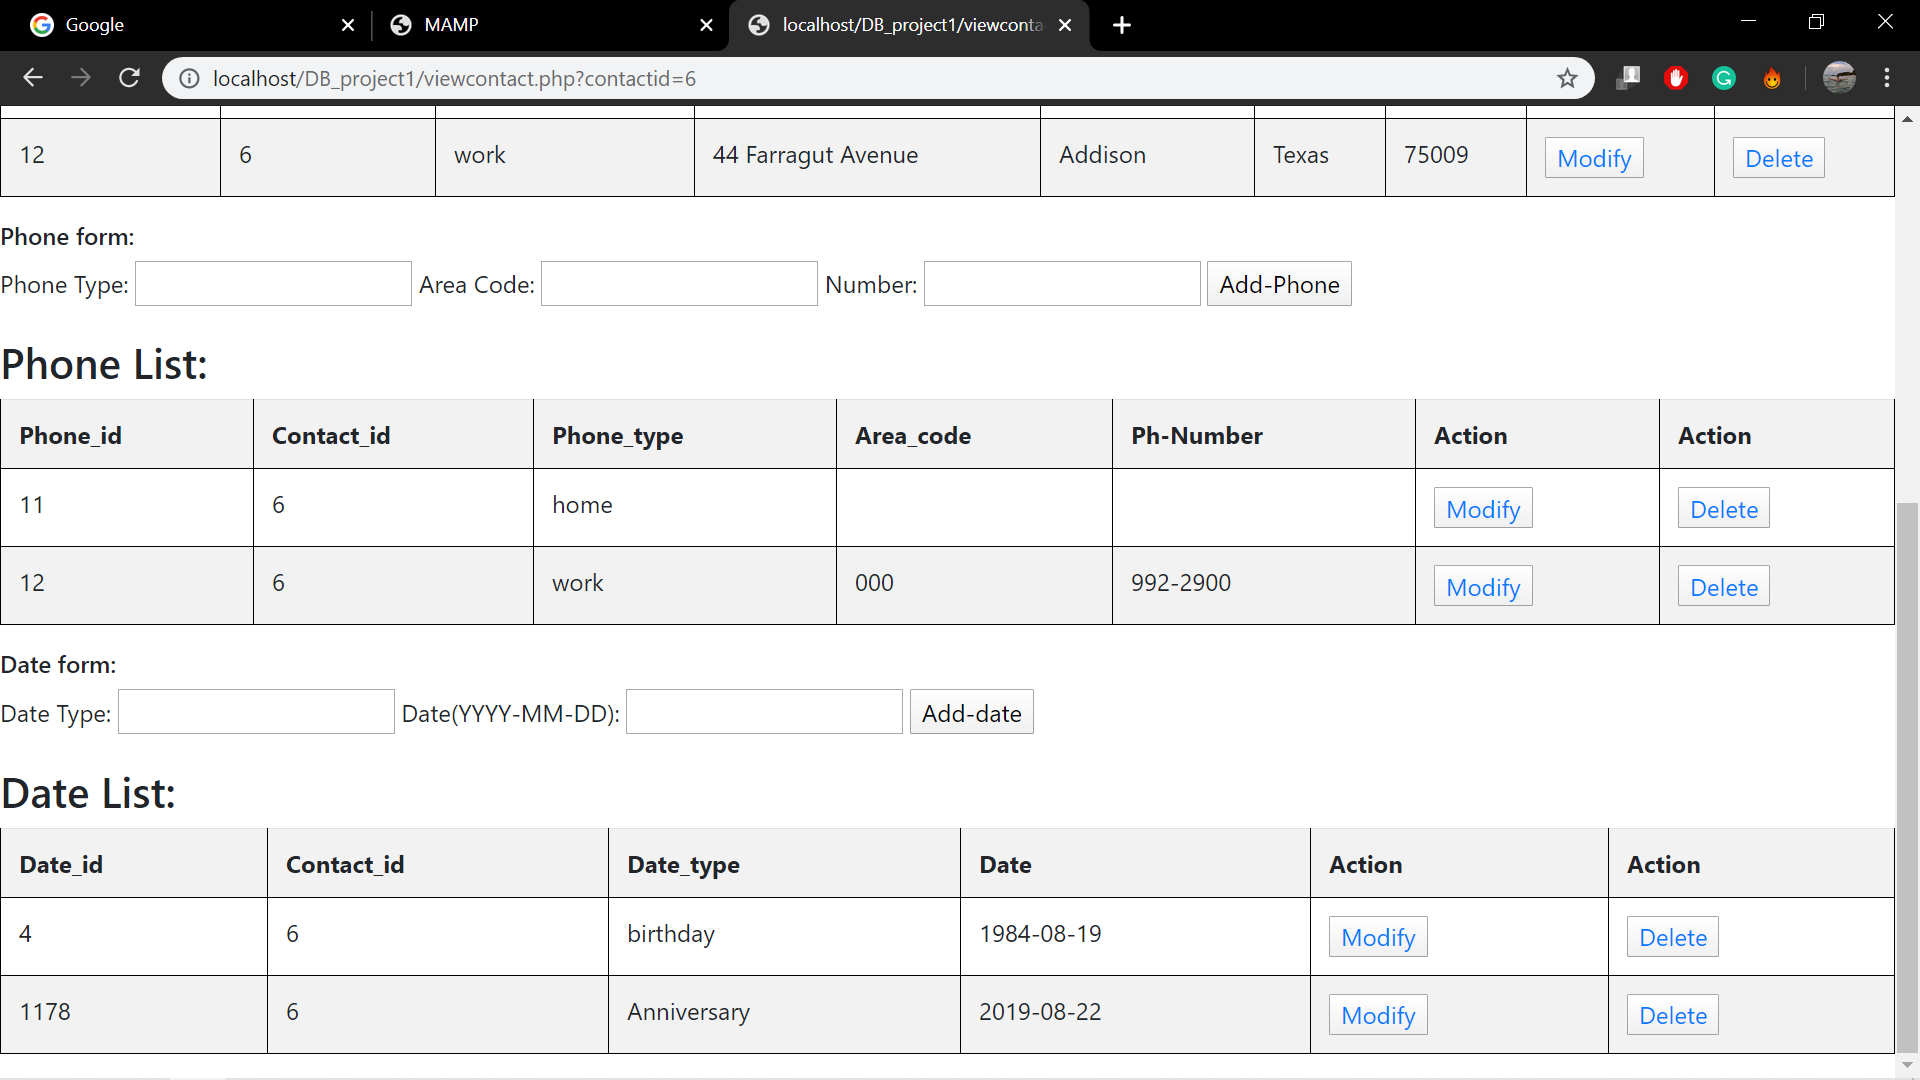 Google
MAMP
localhost/DB_project1/viewconta
localhost/DB_project1/viewcontact.php?contactid=6
12 6 work 44 Farragut Avenue Addison Texas 75009 Modify Delete
Phone form:
Phone Type: Area Code: Number: Add-Phone
Phone List:
Phone_id Contact_id Phone_type Area_code Ph-Number Action Action
11 6 home Modify Delete
12 6 work 000 992-2900 Modify Delete
Date form:
Date Type: Date(YYYY-MM-DD): Add-date
Date List:
Date_id Contact_id Date_type Date Action Action
4 6 birthday 1984-08-19 Modify Delete
1178 6 Anniversary 2019-08-22 Modify Delete